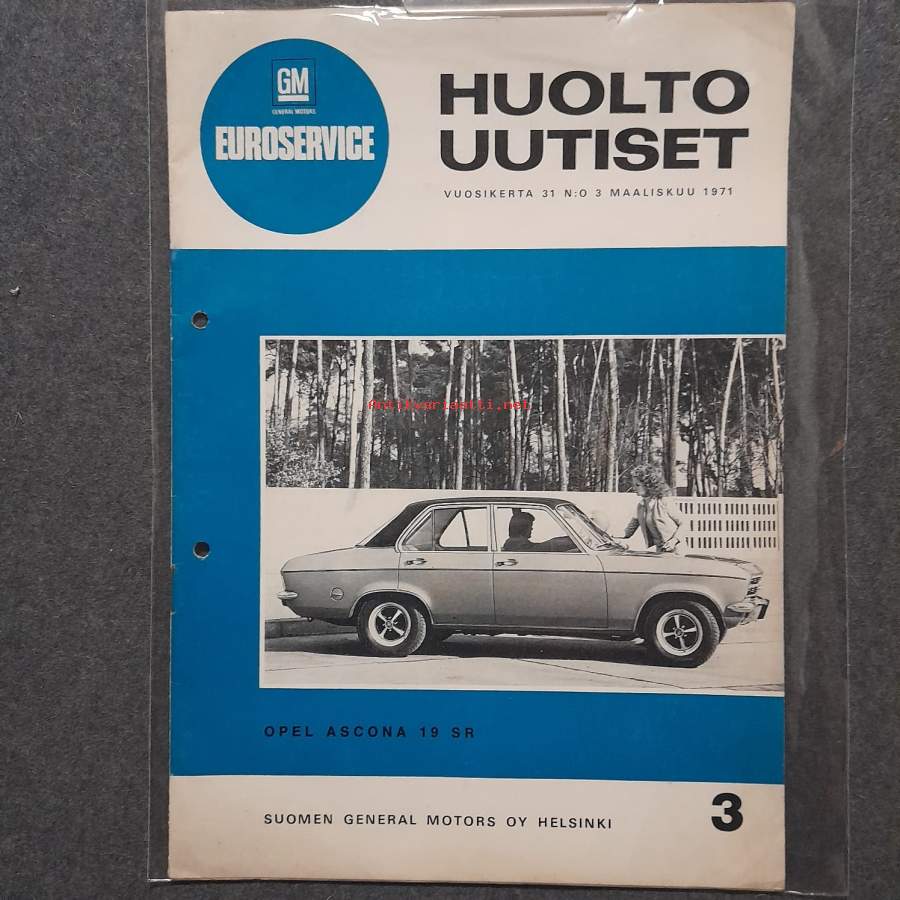 GM
GENERAL MOTORS
EUROSERVICE
HUOLTO
UUTISET
VUOSIKERTA 31 N:O 3 MAALISKUU 1971
Antikvariaatti.net
OPEL ASCONA 19 SR
SUOMEN GENERAL MOTORS OY HELSINKI
3